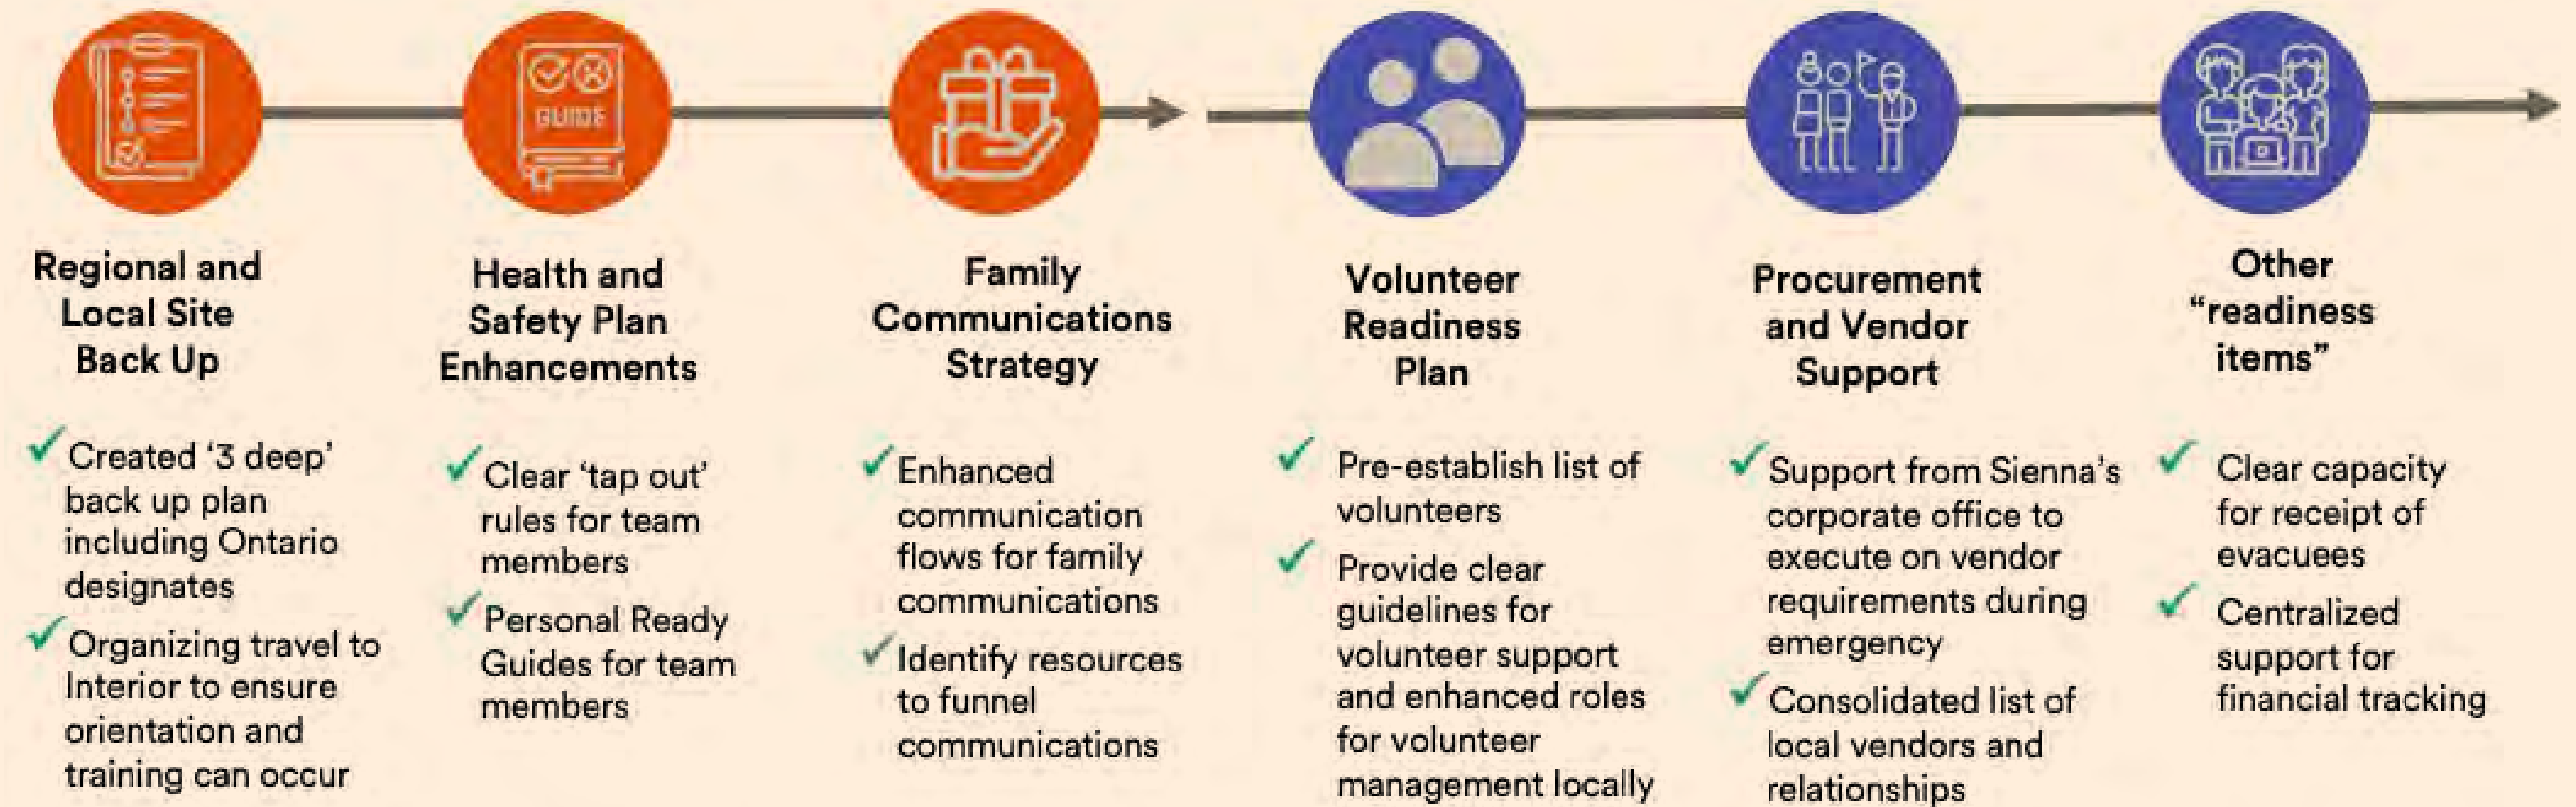 GUIDE
Regional and
Local Site
Back Up
✓ Created ‘3 deep’
back up plan
including Ontario
designates
✓ Organizing travel to
Interior to ensure
orientation and
training can occur
Health and
Safety Plan
Enhancements
✓ Clear ‘tap out’
rules for team
members
✓ Personal Ready
Guides for team
members
Family
Communications
Strategy
✓ Enhanced
communication
flows for family
communications
✓ Identify resources
to funnel
communications
Volunteer
Readiness
Plan
✓ Pre-establish list of
volunteers
✓ Provide clear
guidelines for
volunteer support
and enhanced roles
for volunteer
management locally
Procurement
and Vendor
Support
✓ Support from Sienna’s
corporate office to
execute on vendor
requirements during
emergency
✓ Consolidated list of
local vendors and
relationships
Other
“readiness
items”
✓ Clear capacity
for receipt of
evacuees
✓ Centralized
support for
financial tracking